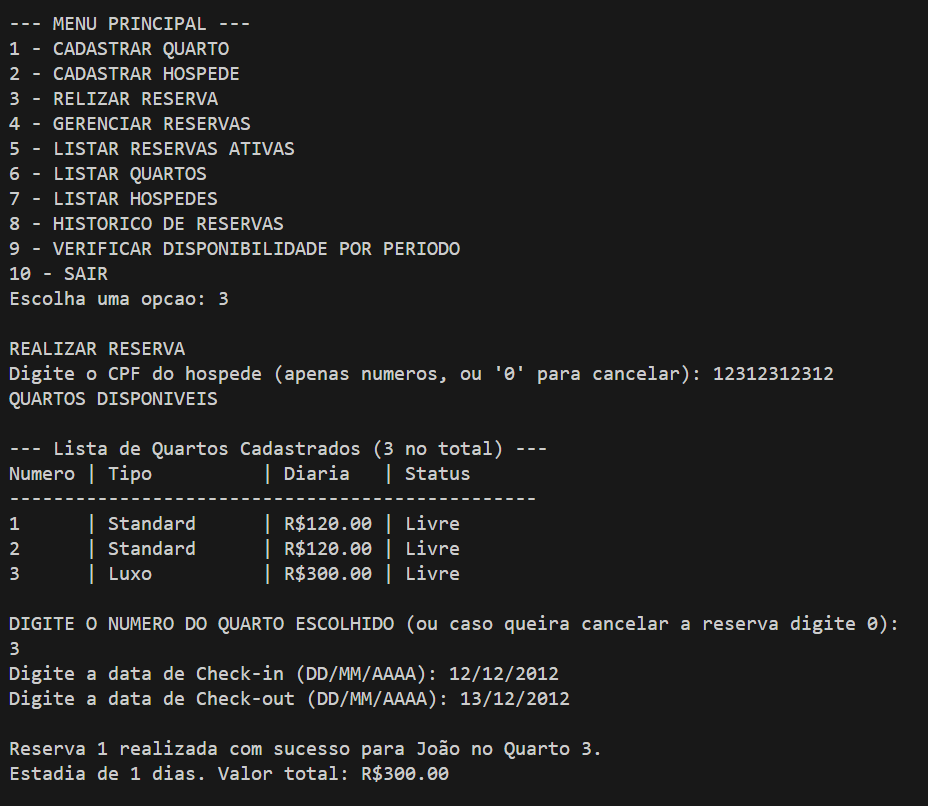 --- MENU PRINCIPAL ---
1 - CADASTRAR QUARTO
2 - CADASTRAR HOSPEDE
3 - RELIZAR RESERVA
4 - GERENCIAR RESERVAS
5 - LISTAR RESERVAS ATIVAS
6 - LISTAR QUARTOS
7 - LISTAR HOSPEDES
8 - HISTORICO DE RESERVAS
9 - VERIFICAR DISPONIBILIDADE POR PERIODO
10 - SAIR
Escolha uma opcao: 3

REALIZAR RESERVA
Digite o CPF do hospede (apenas numeros, ou '0' para cancelar): 12312312312
QUARTOS DISPONIVEIS

--- Lista de Quartos Cadastrados (3 no total) ---
Numero | Tipo          | Diaria   | Status
------------------------------------------------
1      | Standard      | R$120.00 | Livre
2      | Standard      | R$120.00 | Livre
3      | Luxo          | R$300.00 | Livre

DIGITE O NUMERO DO QUARTO ESCOLHIDO (ou caso queira cancelar a reserva digite 0):
3
Digite a data de Check-in (DD/MM/AAAA): 12/12/2012
Digite a data de Check-out (DD/MM/AAAA): 13/12/2012

Reserva 1 realizada com sucesso para João no Quarto 3.
Estadia de 1 dias. Valor total: R$300.00